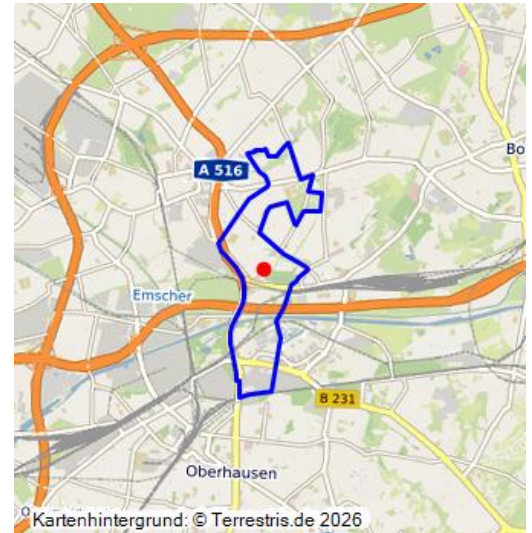 A 516
Bo
Emscher
B 231
Oberhausen
Kartenhintergrund: © Terrestris.de 2026